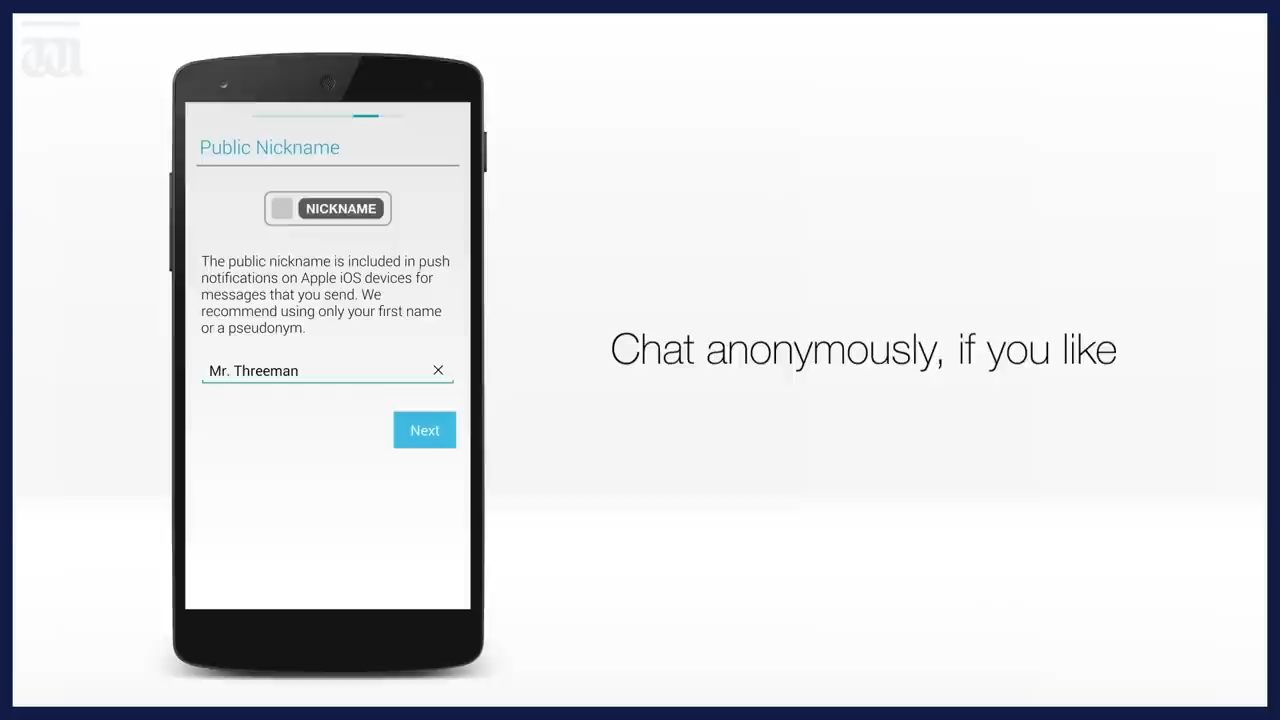 Public Nickname
NICKNAME
The public nickname is included in push
notifications on Apple iOS devices for
messages that you send. We
recommend using only your first name
or a pseudonym.
Mr. Threeman
Next
Chat anonymously, if you like